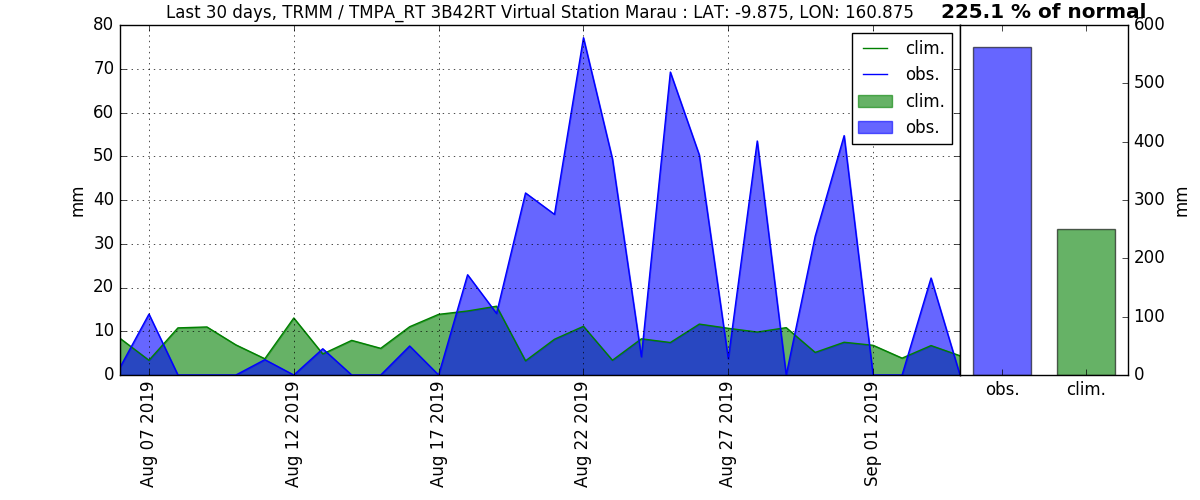 Last 30 days, TRMM / TMPA_RT 3B42RT Virtual Station Marau : LAT: -9.875, LON: 160.875
225.1 % of normal
80
70
60
50
40
30
20
10
0
mm
clim.
obs.
clim.
obs.
Aug 07 2019
Aug 12 2019
Aug 17 2019
Aug 22 2019
Aug 27 2019
Sep 01 2019
600
500
400
300
200
100
0
mm
obs.
clim.